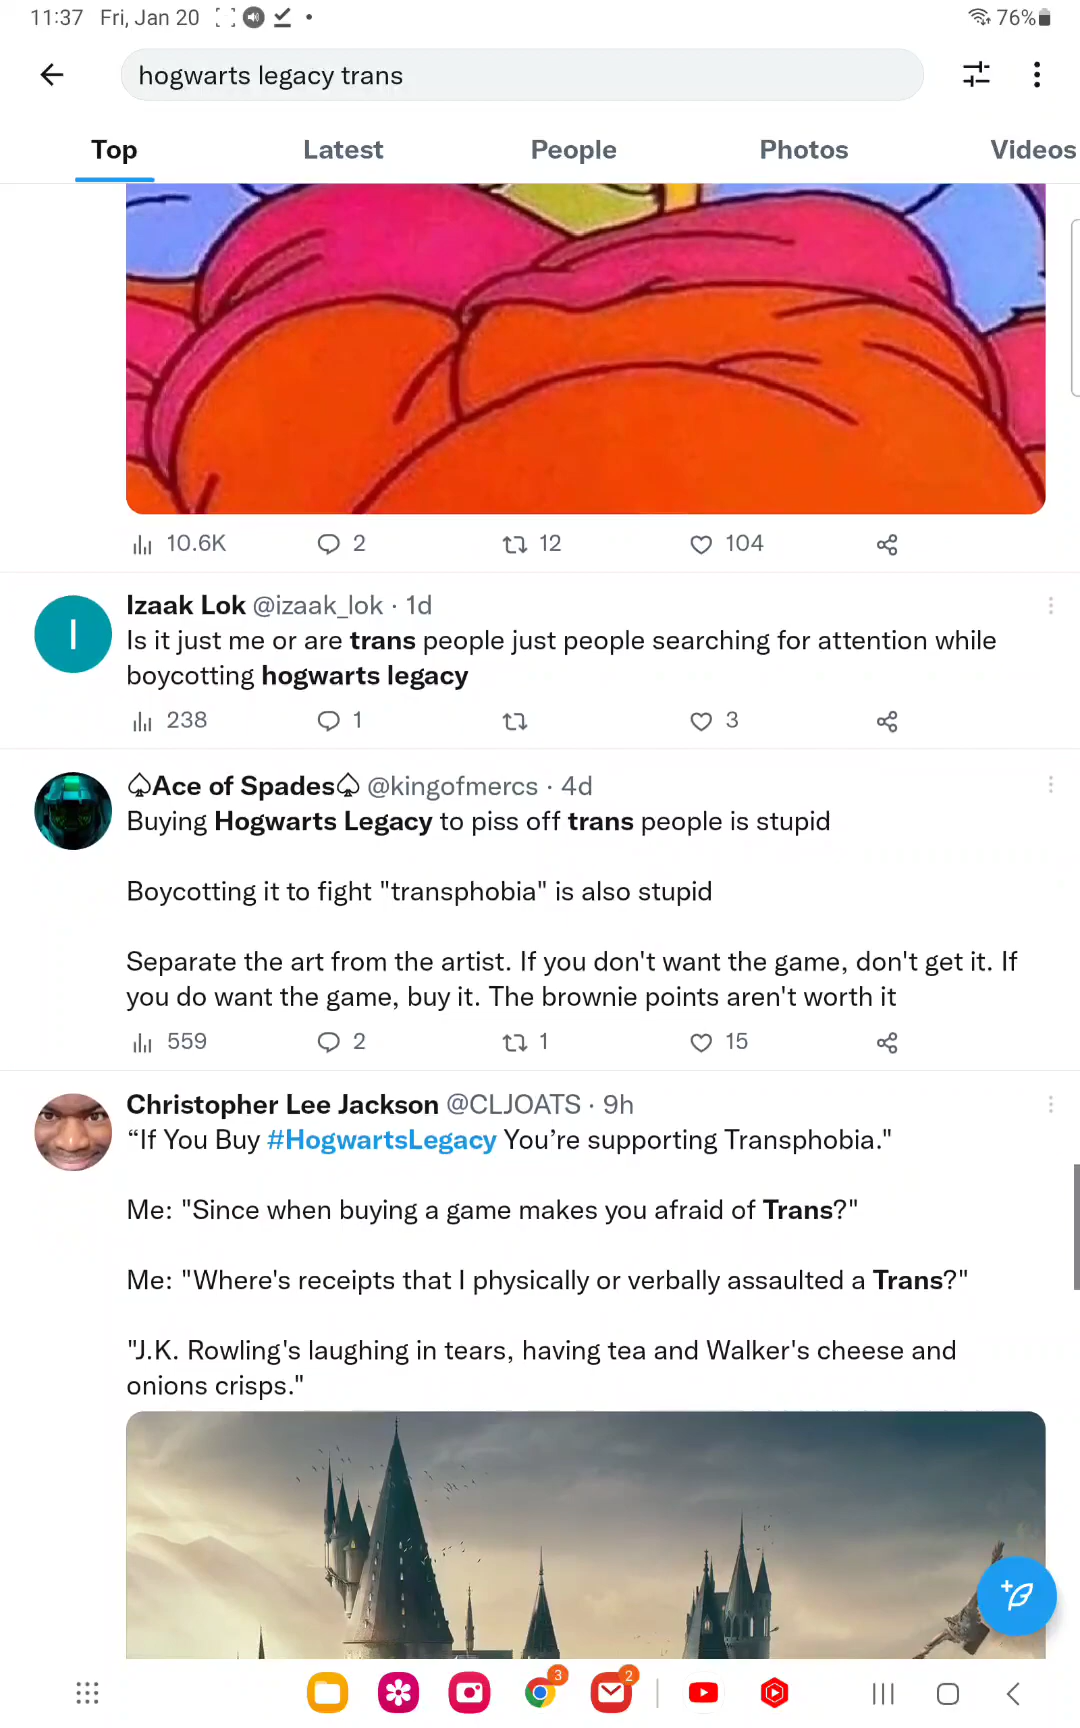 11:37 Fri, Jan 20
76%
hogwarts legacy trans
Top Latest People Photos Videos
10.6K 2 12 104
Izaak Lok @izaak_lok · 1d
Is it just me or are trans people just people searching for attention while
boycotting hogwarts legacy
238 1 3
I
♤Ace of Spades♤ @kingofmercs · 4d
Buying Hogwarts Legacy to piss off trans people is stupid
Boycotting it to fight "transphobia" is also stupid
Separate the art from the artist. If you don't want the game, don't get it. If
you do want the game, buy it. The brownie points aren't worth it
559 2 1 15
Christopher Lee Jackson @CLJOATS · 9h
“If You Buy #HogwartsLegacy You’re supporting Transphobia."
Me: "Since when buying a game makes you afraid of Trans?"
Me: "Where's receipts that I physically or verbally assaulted a Trans?"
"J.K. Rowling's laughing in tears, having tea and Walker's cheese and
onions crisps."
3 2